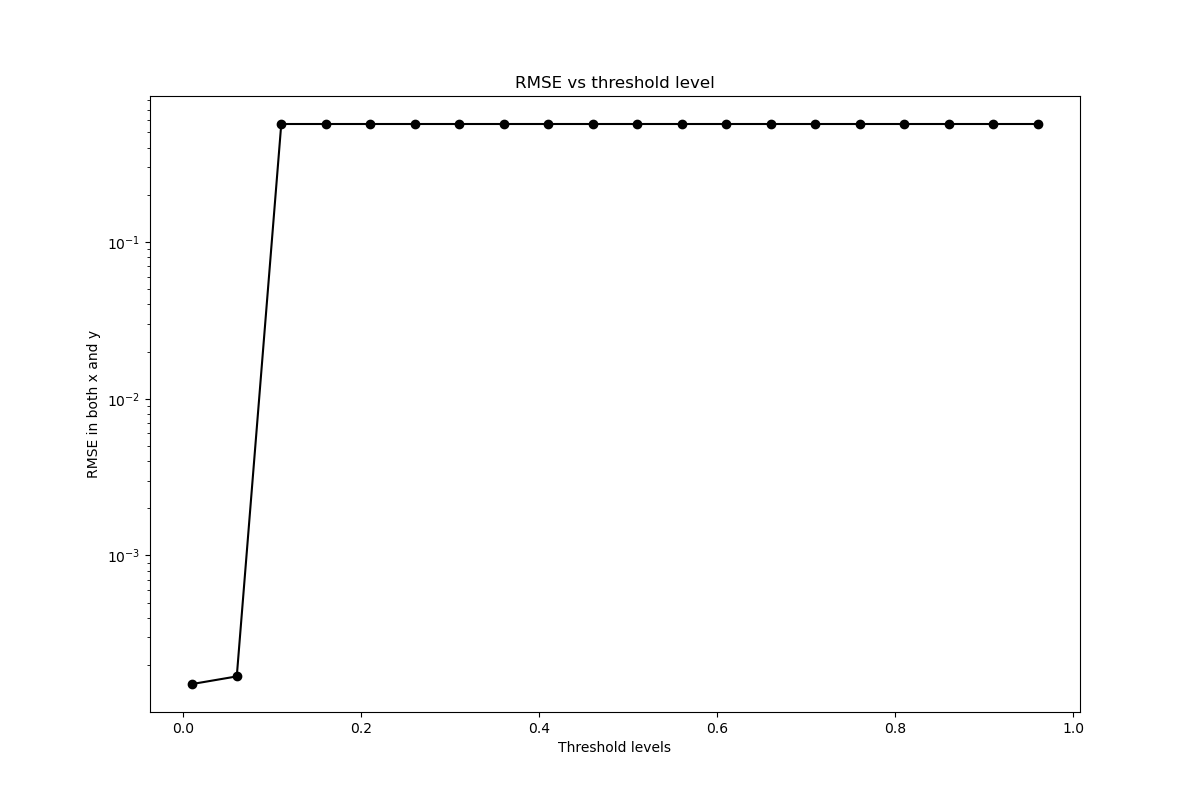 RMSE vs threshold level
RMSE in both x and y
10⁻¹
10⁻²
10⁻³
0.0 0.2 0.4 0.6 0.8 1.0
Threshold levels